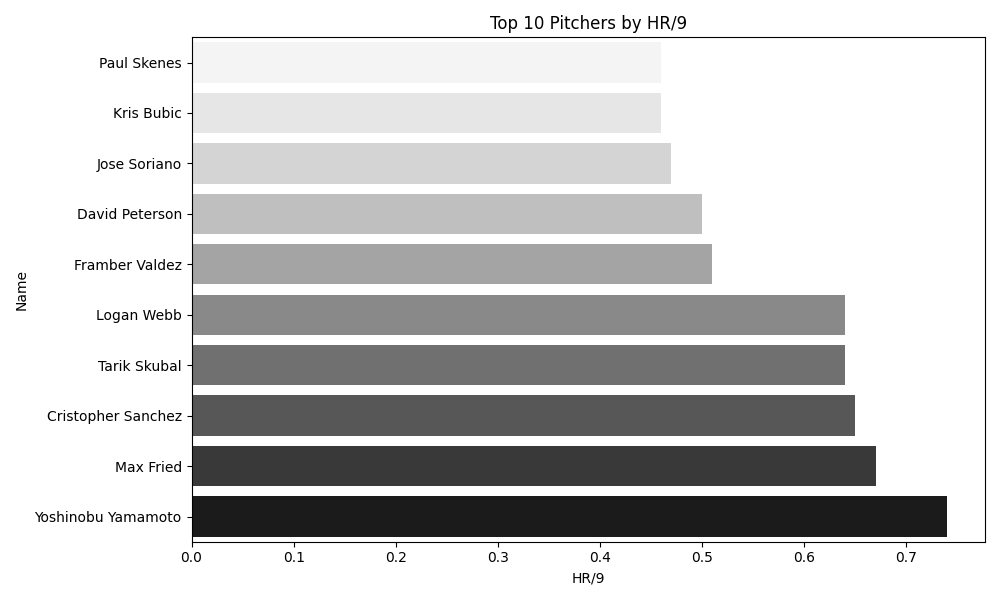 Top 10 Pitchers by HR/9
Name
Paul Skenes
Kris Bubic
Jose Soriano
David Peterson
Framber Valdez
Logan Webb
Tarik Skubal
Cristopher Sanchez
Max Fried
Yoshinobu Yamamoto
0.0 0.1 0.2 0.3 0.4 0.5 0.6 0.7
HR/9